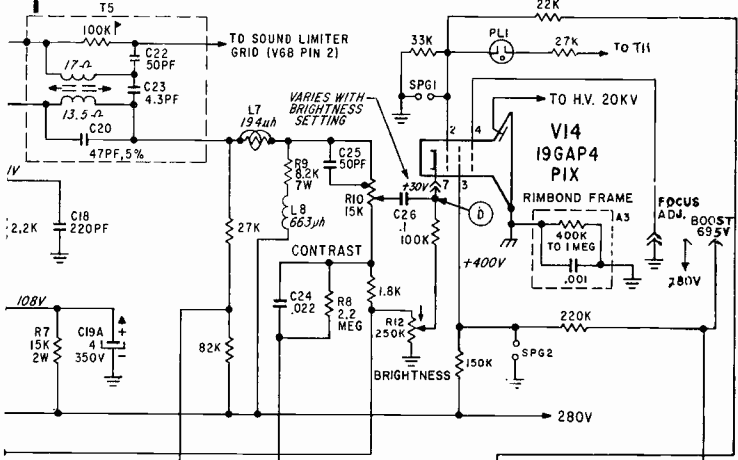 T5
100K
C22
50PF
TO SOUND LIMITER
GRID (V6B PIN 2)
17Ω
C23
4.3PF
13.5Ω
C20
47PF, 5%
22K
33K
PL1
27K
TO T11
SPG1
VARIES WITH
BRIGHTNESS
SETTING
2
4
TO H.V. 20KV
V14
19GAP4
PIX
L7
194μh
R9
8.2K
7W
C25
50PF
+30V
7
3
RIMBOND FRAME
A3
400K
TO 1 MEG
.001
FOCUS
ADJ.
BOOST
695V
280V
1V
2.2K
C18
220PF
27K
L8
663μh
R10
15K
C26
.1
100K
D
+400V
CONTRAST
C24
.022
R8
2.2
MEG
1.8K
R12
250K
BRIGHTNESS
220K
150K
SPG2
108V
R7
15K
2W
C19A
41
350V
+
−
82K
280V